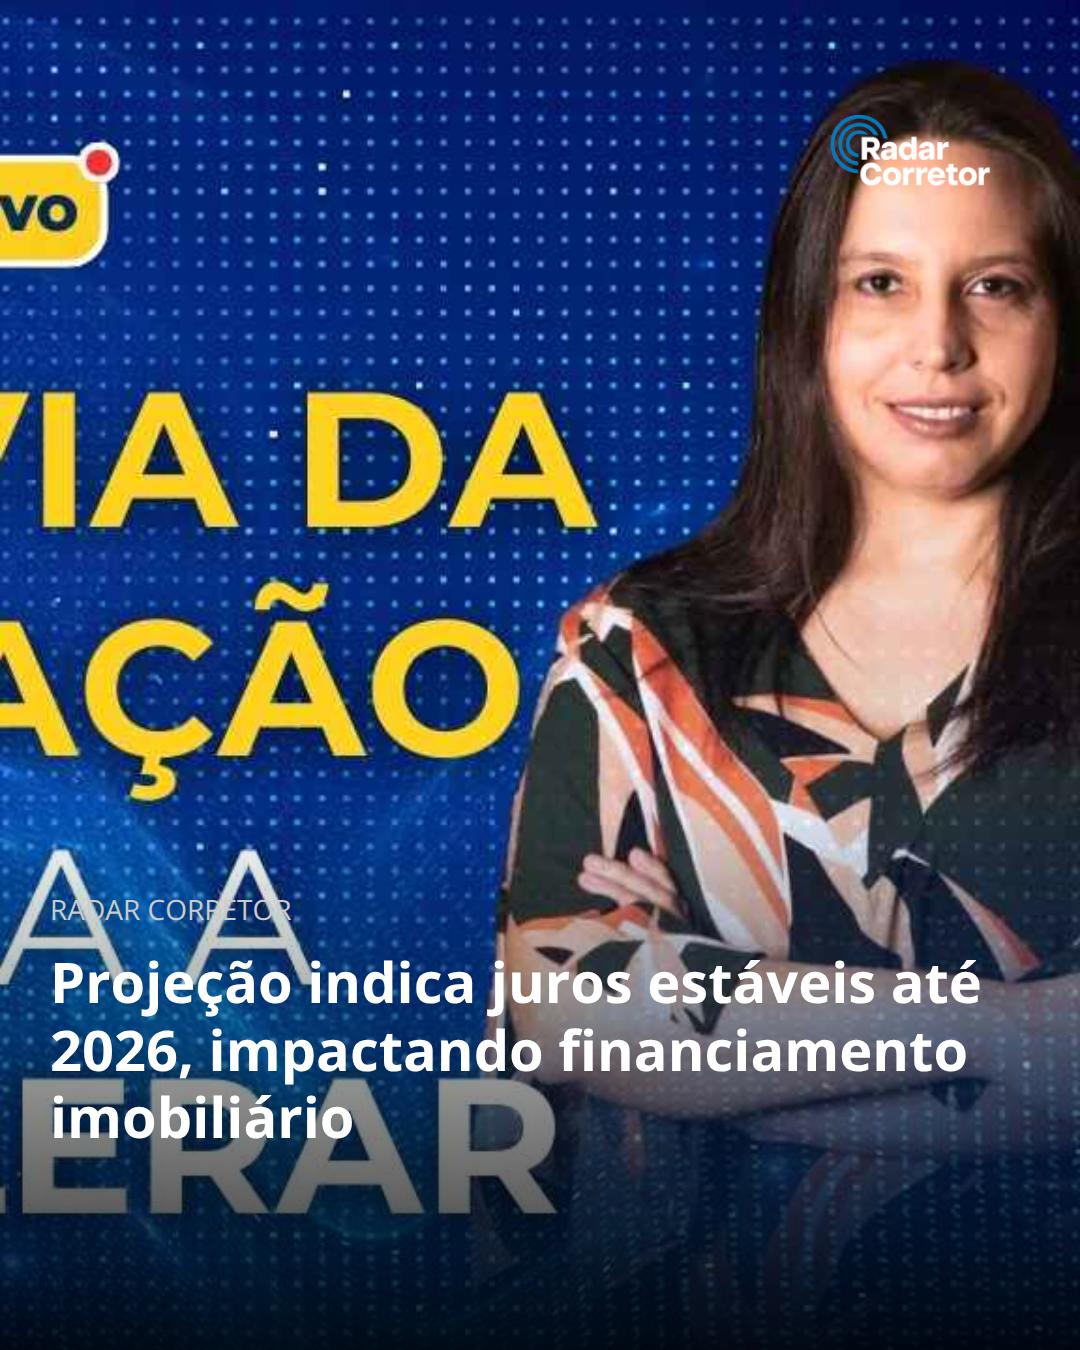 Radar
Corretor
VO
VIA DA
AÇÃO
A A
RADAR CORRETOR
Projeção indica juros estáveis até
2026, impactando financiamento
imobiliário
ERAR